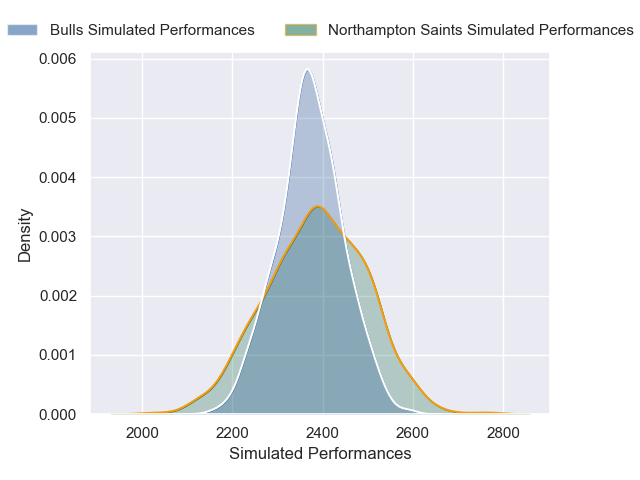 Bulls Simulated Performances
Northampton Saints Simulated Performances
0.006
0.005
0.004
0.003
0.002
0.001
0.000
Density
2000 2200 2400 2600 2800
Simulated Performances